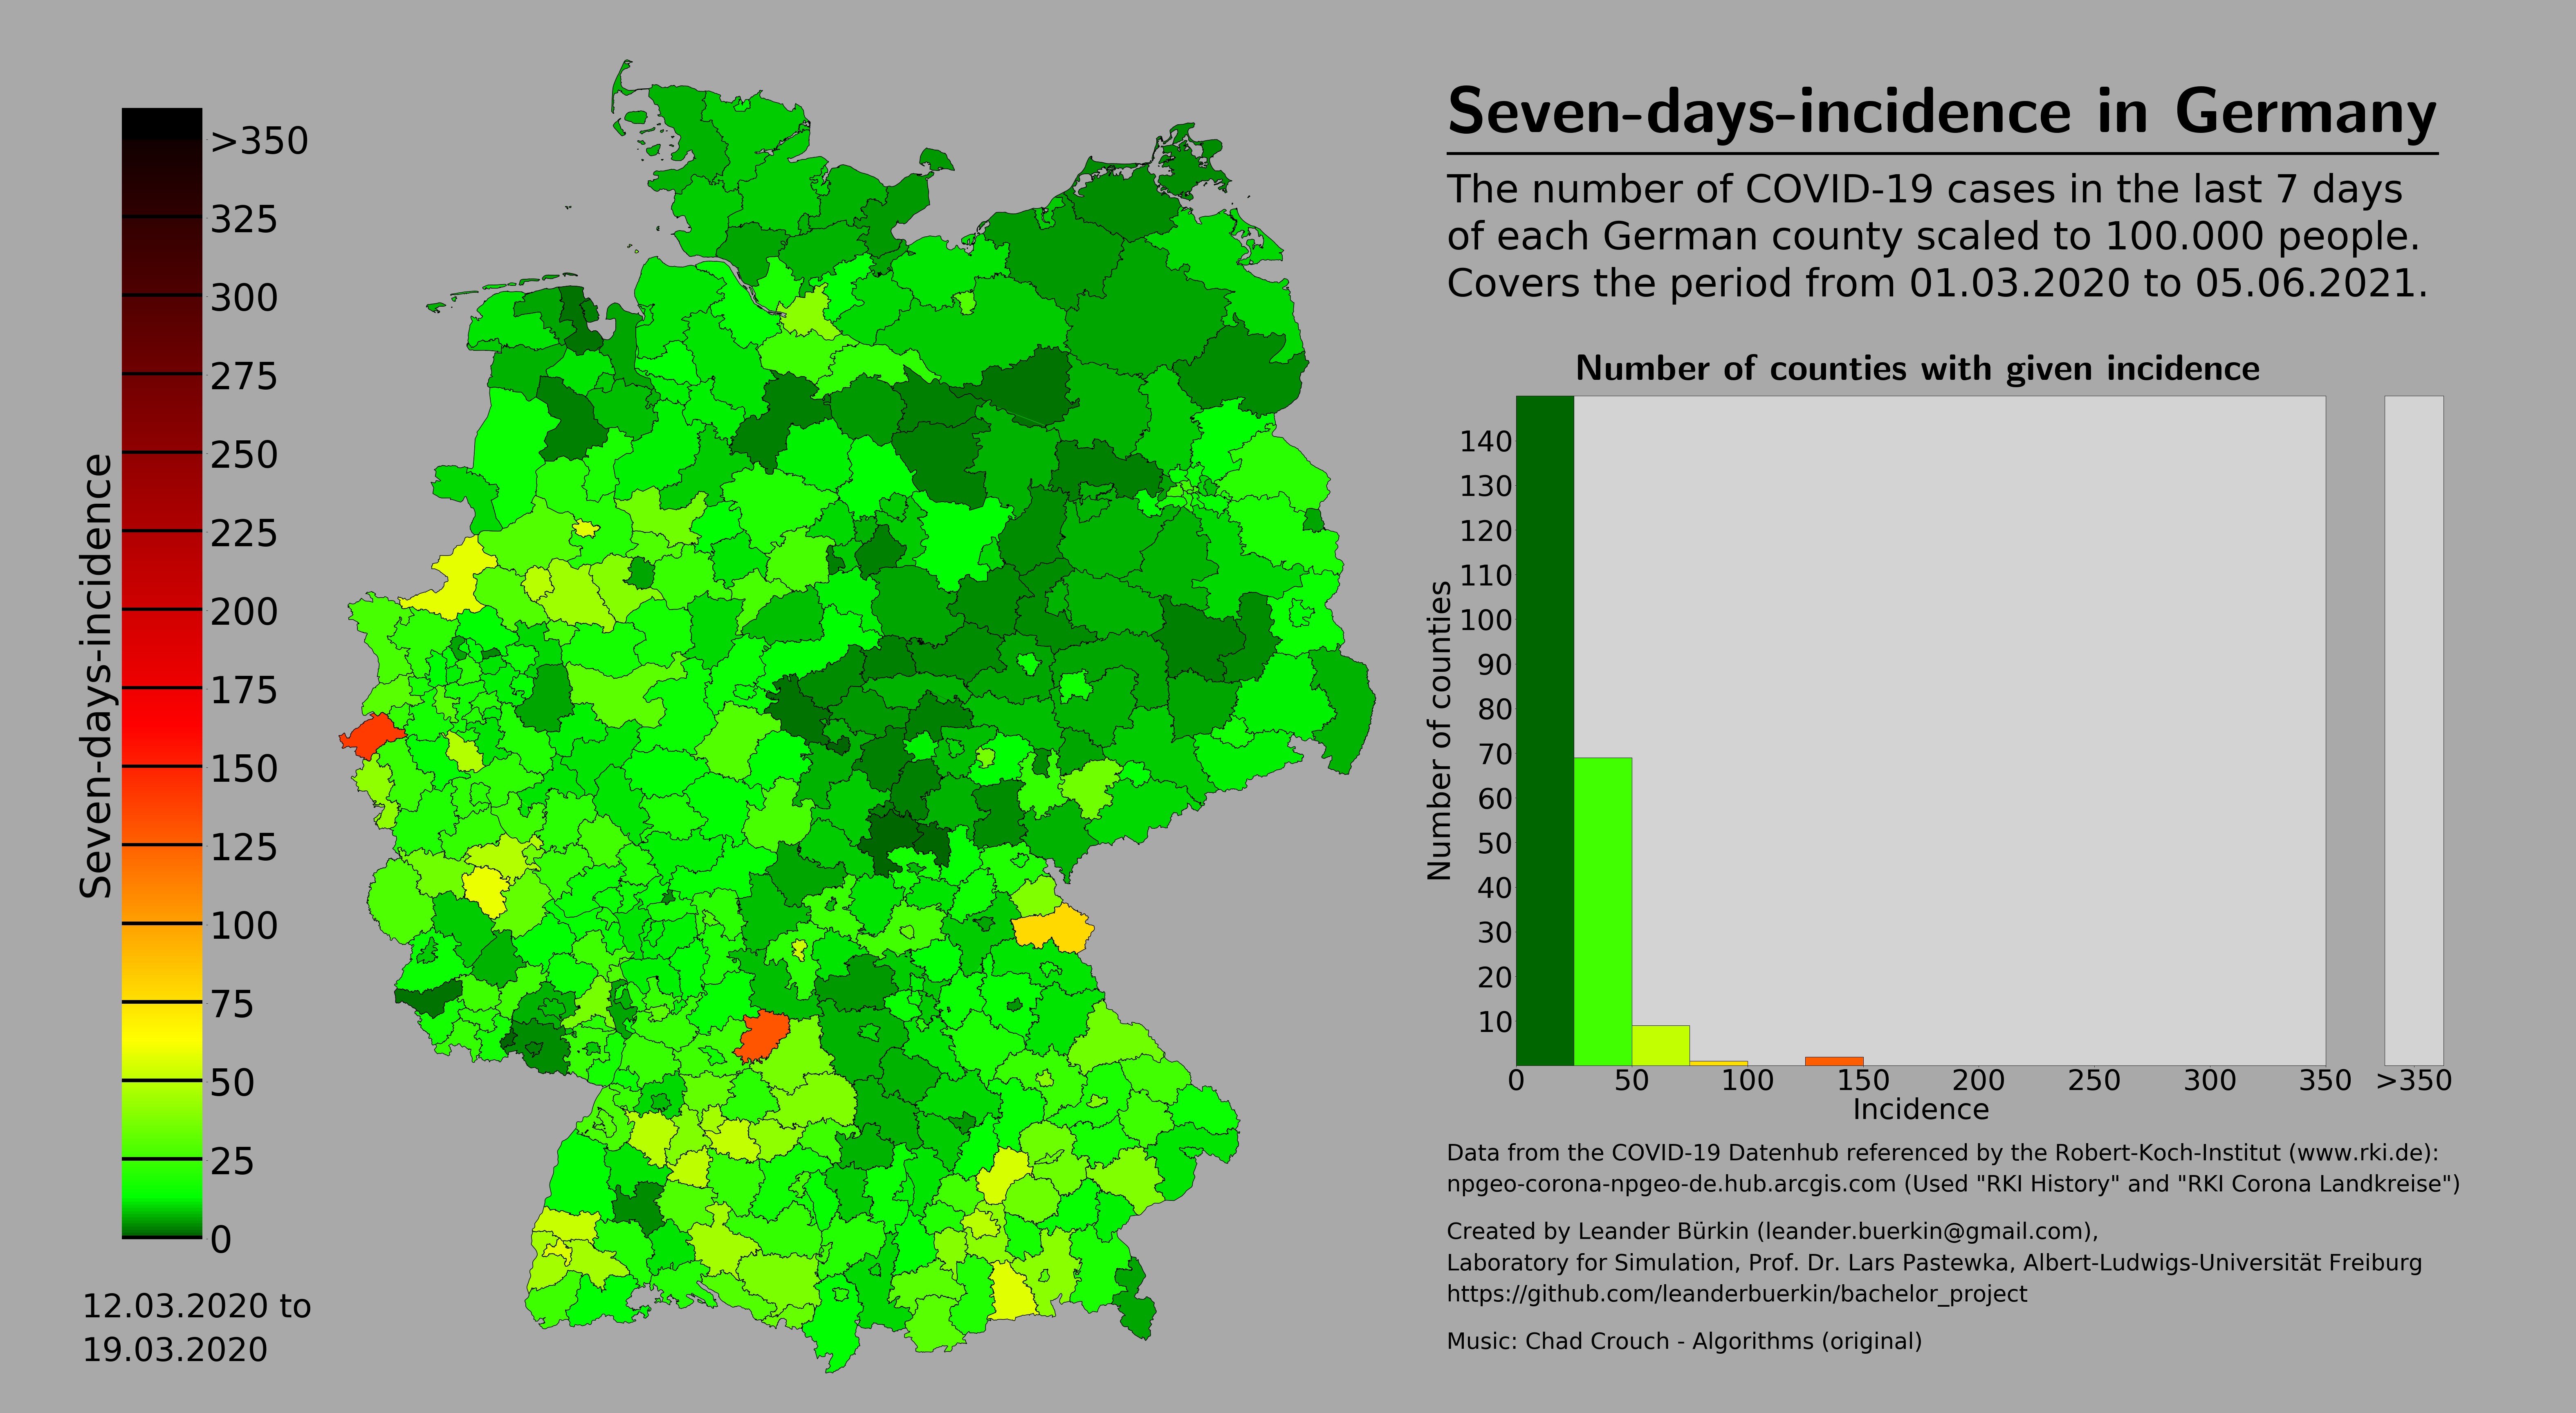 Seven-days-incidence in Germany
The number of COVID-19 cases in the last 7 days
of each German county scaled to 100.000 people.
Covers the period from 01.03.2020 to 05.06.2021.
Seven-days-incidence
>350
325
300
275
250
225
200
175
150
125
100
75
50
25
0
12.03.2020 to
19.03.2020
Number of counties with given incidence
Number of counties
140
130
120
110
100
90
80
70
60
50
40
30
20
10
0 50 100 150 200 250 300 350 >350
Incidence
Data from the COVID-19 Datenhub referenced by the Robert-Koch-Institut (www.rki.de):
npgeo-corona-npgeo-de.hub.arcgis.com (Used "RKI History" and "RKI Corona Landkreise")
Created by Leander Bürkin (leander.buerkin@gmail.com),
Laboratory for Simulation, Prof. Dr. Lars Pastewka, Albert-Ludwigs-Universität Freiburg
https://github.com/leanderbuerkin/bachelor_project
Music: Chad Crouch - Algorithms (original)